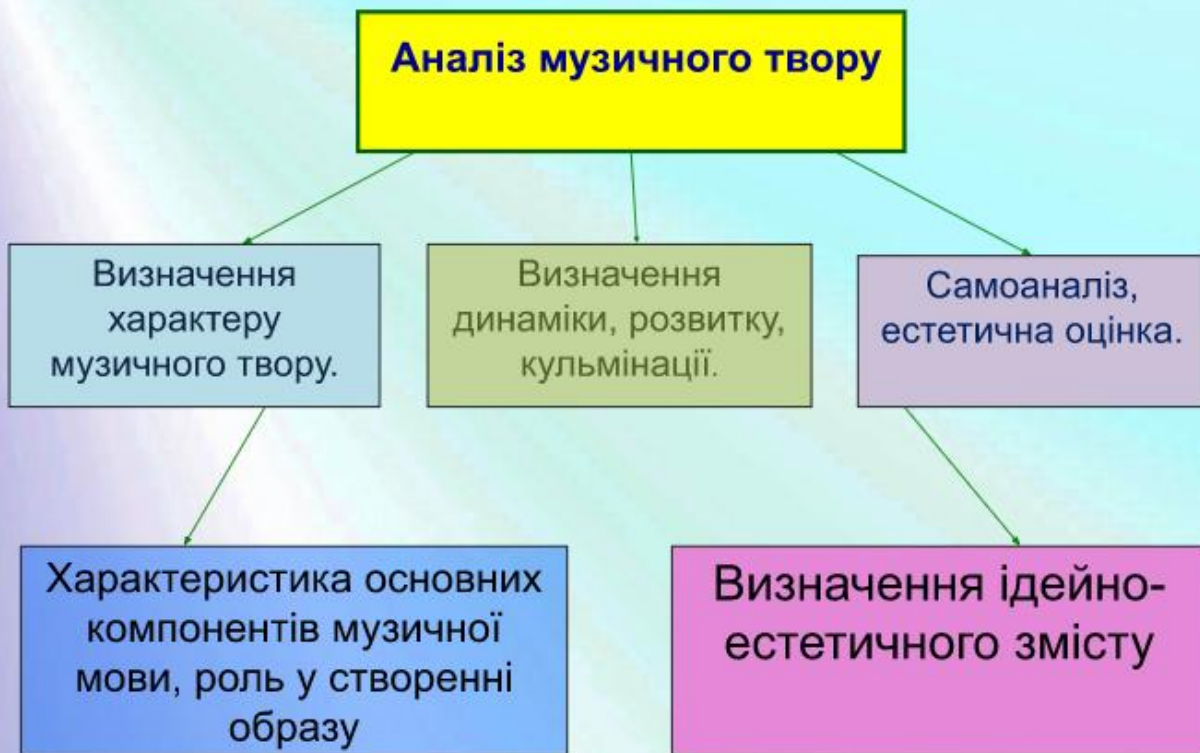 Аналіз музичного твору
Визначення
характеру
музичного твору.
Визначення
динаміки, розвитку,
кульмінації.
Самоаналіз,
естетична оцінка.
Характеристика основних
компонентів музичної
мови, роль у створенні
образу
Визначення ідейно-
естетичного змісту